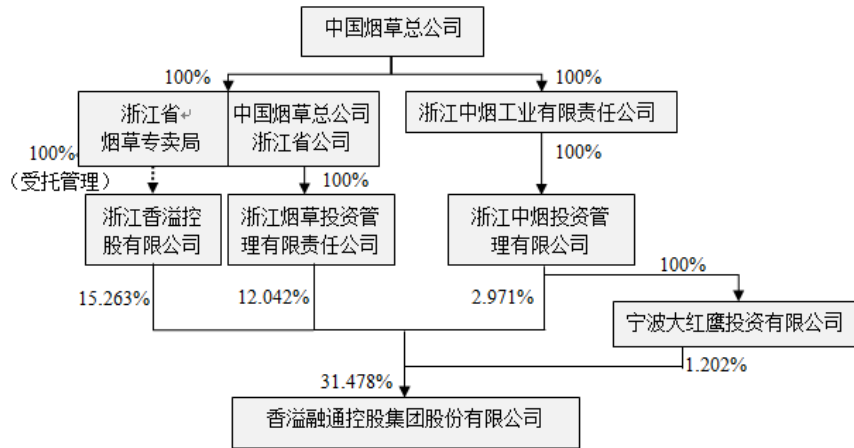 中国烟草总公司
100%
100%
浙江省
烟草专卖局
中国烟草总公司
浙江省公司
浙江中烟工业有限责任公司
100%
（受托管理）
100%
100%
浙江香溢控
股有限公司
浙江烟草投资管
理有限责任公司
浙江中烟投资管
理有限公司
100%
15.263%
12.042%
2.971%
宁波大红鹰投资有限公司
1.202%
31.478%
香溢融通控股集团股份有限公司